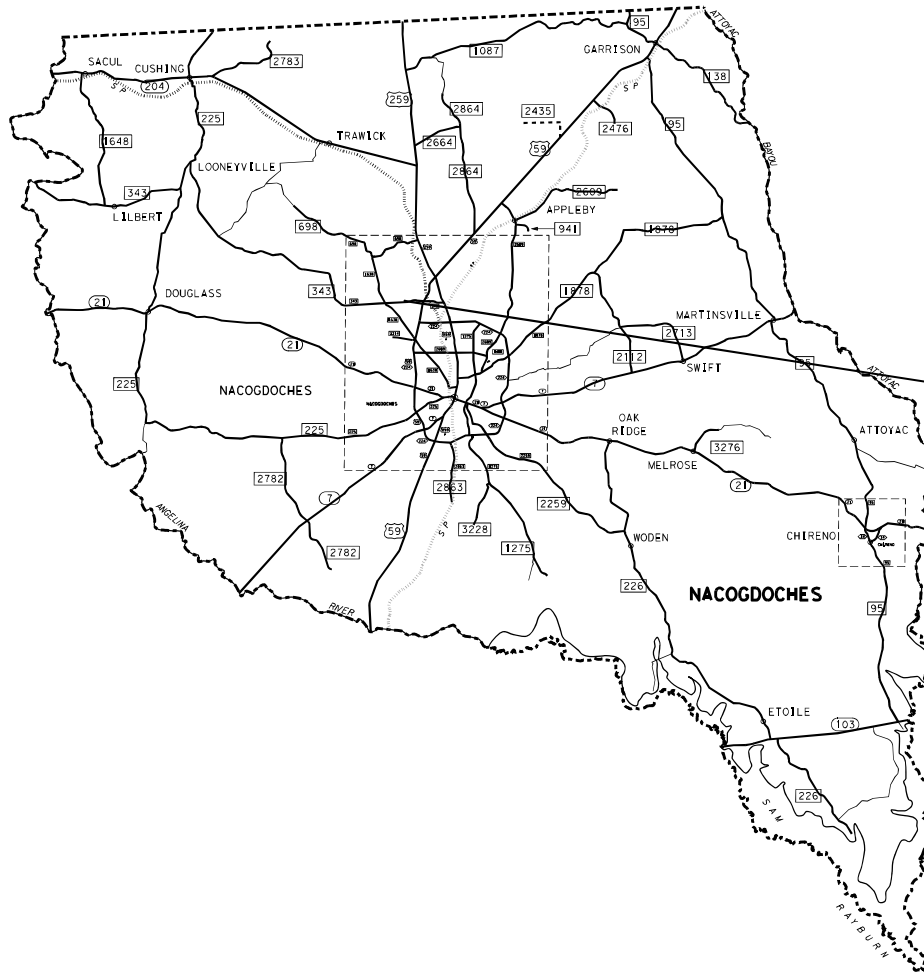 95
ATTOYAC
GARRISON
1087
2783
SACUL
CUSHING
204
S P
138
259
S P
2864
2435
225
2476
95
TRAWICK
59
1648
2664
BAYOU
LOONEYVILLE
2864
343
2609
LILBERT
APPLEBY
698
941
1878
21
DOUGLASS
343
1878
MARTINSVILLE
2713
21
2112
95
SWIFT
ATTOYAC
225
NACOGDOCHES
7
NACOGDOCHES
OAK
RIDGE
225
3276
ATTOYAC
MELROSE
2782
21
7
2863
ANGELINA
2259
59
S P
3228
WODEN
CHIRENO
2782
1275
226
NACOGDOCHES
RIVER
95
ETOILE
103
226
SAM
RAYBURN